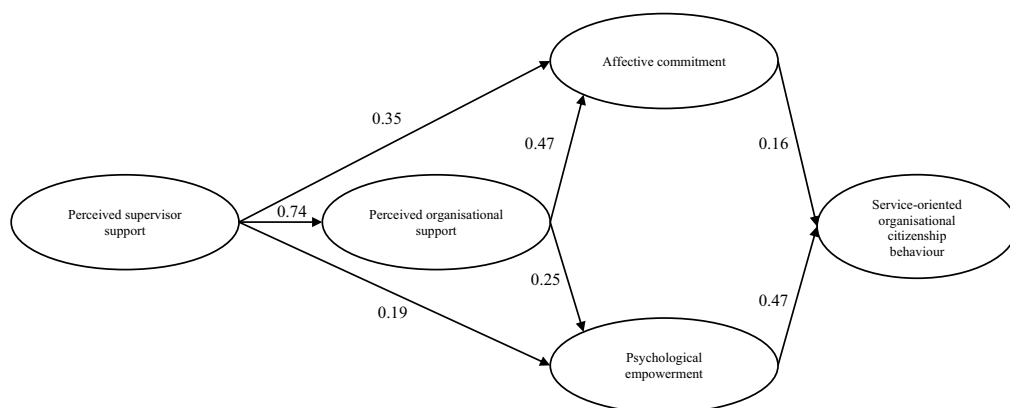 Affective commitment
0.35
0.47
0.16
Perceived supervisor
support
0.74
Perceived organisational
support
Service-oriented
organisational
citizenship
behaviour
0.25
0.19
0.47
Psychological
empowerment